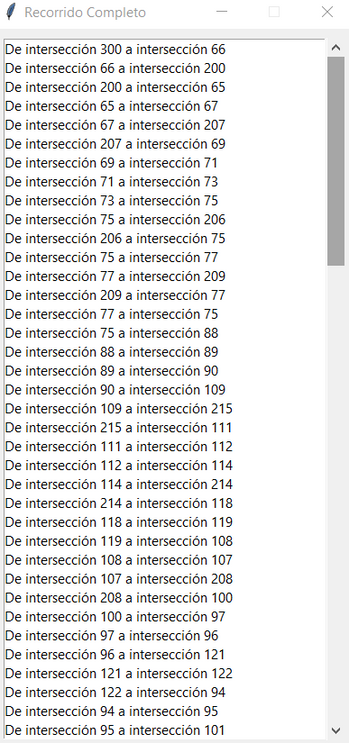 Recorrido Completo
De intersección 300 a intersección 66
De intersección 66 a intersección 200
De intersección 200 a intersección 65
De intersección 65 a intersección 67
De intersección 67 a intersección 207
De intersección 207 a intersección 69
De intersección 69 a intersección 71
De intersección 71 a intersección 73
De intersección 73 a intersección 75
De intersección 75 a intersección 206
De intersección 206 a intersección 75
De intersección 75 a intersección 77
De intersección 77 a intersección 209
De intersección 209 a intersección 77
De intersección 77 a intersección 75
De intersección 75 a intersección 88
De intersección 88 a intersección 89
De intersección 89 a intersección 90
De intersección 90 a intersección 109
De intersección 109 a intersección 215
De intersección 215 a intersección 111
De intersección 111 a intersección 112
De intersección 112 a intersección 114
De intersección 114 a intersección 214
De intersección 214 a intersección 118
De intersección 118 a intersección 119
De intersección 119 a intersección 108
De intersección 108 a intersección 107
De intersección 107 a intersección 208
De intersección 208 a intersección 100
De intersección 100 a intersección 97
De intersección 97 a intersección 96
De intersección 96 a intersección 121
De intersección 121 a intersección 122
De intersección 122 a intersección 94
De intersección 94 a intersección 95
De intersección 95 a intersección 101